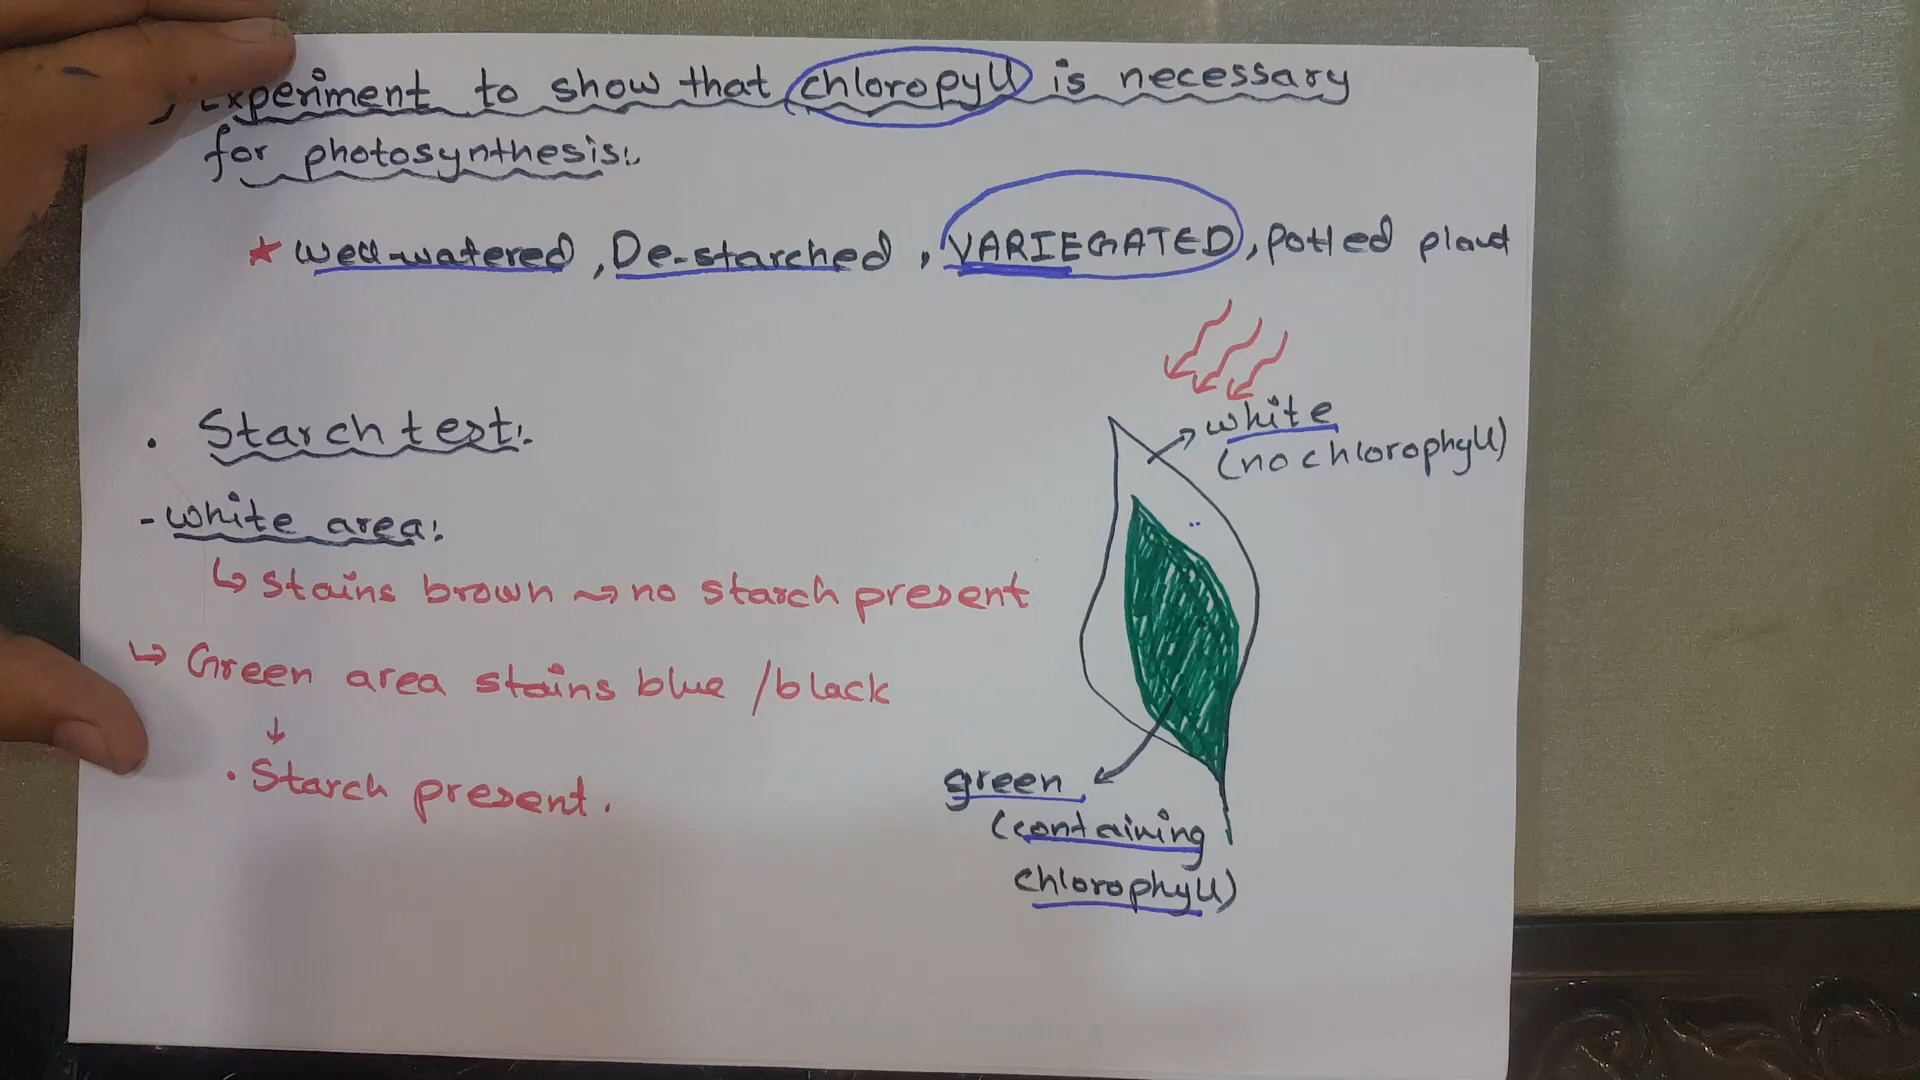 Experiment to show that chloropyll is necessary
for photosynthesis:
* well-watered, De-starched, VARIEGATED, potted plant
white
(no chlorophyll)
. Starch test:
- white area:
↳ stains brown ~> no starch present
↳ Green area stains blue / black
↓
. Starch present.
green
(containing
chlorophyll)